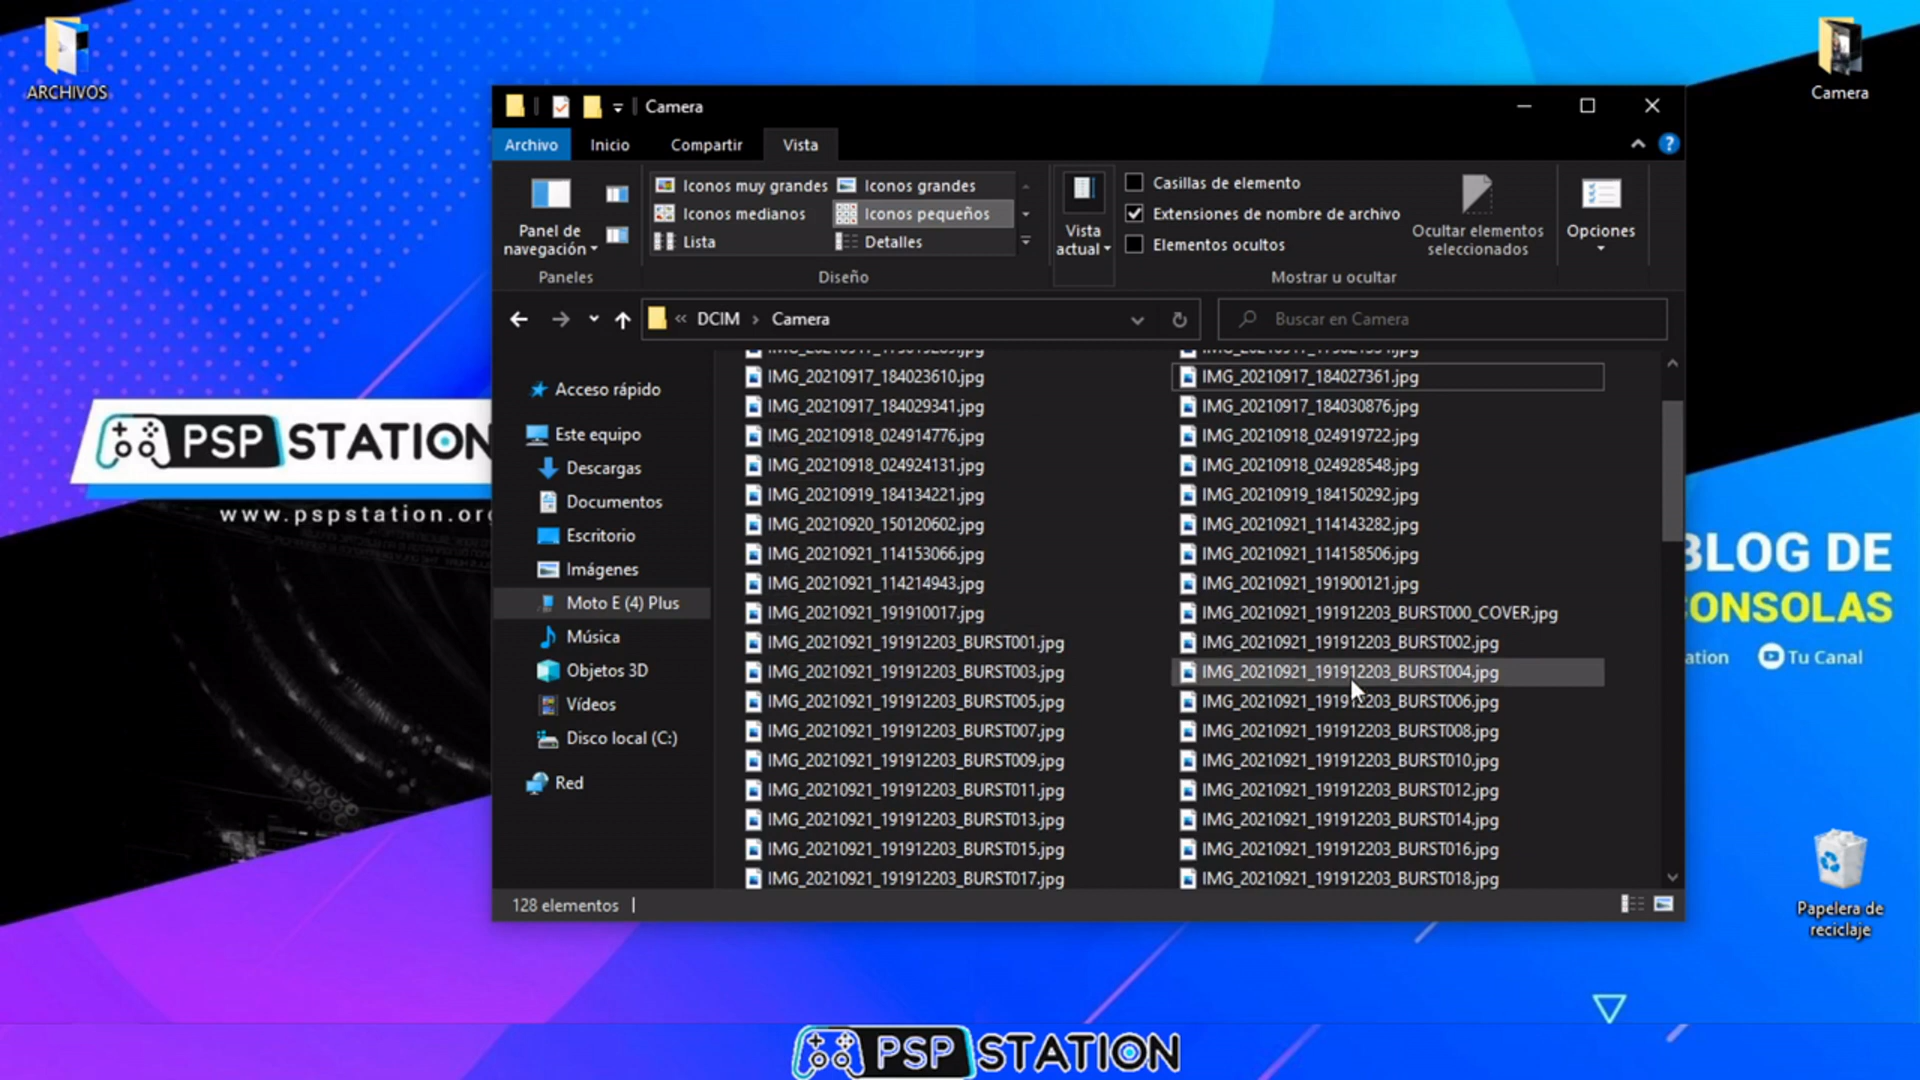 ARCHIVOS
Camera
Camera
Archivo
Inicio
Compartir
Vista
Panel de navegación
Iconos muy grandes
Iconos grandes
Iconos medianos
Iconos pequeños
Lista
Detalles
Vista actual
Casillas de elemento
Extensiones de nombre de archivo
Elementos ocultos
Ocultar elementos seleccionados
Opciones
Paneles
Diseño
Mostrar u ocultar
DCIM
Camera
Buscar en Camera
Acceso rápido
Este equipo
Descargas
Documentos
Escritorio
Imágenes
Moto E (4) Plus
Música
Objetos 3D
Vídeos
Disco local (C:)
Red
IMG_20210917_184023610.jpg
IMG_20210917_184027361.jpg
IMG_20210917_184029341.jpg
IMG_20210917_184030876.jpg
IMG_20210918_024914776.jpg
IMG_20210918_024919722.jpg
IMG_20210918_024924131.jpg
IMG_20210918_024928548.jpg
IMG_20210919_184134221.jpg
IMG_20210919_184150292.jpg
IMG_20210920_150120602.jpg
IMG_20210921_114143282.jpg
IMG_20210921_114153066.jpg
IMG_20210921_114158506.jpg
IMG_20210921_114214943.jpg
IMG_20210921_191900121.jpg
IMG_20210921_191910017.jpg
IMG_20210921_191912203_BURST000_COVER.jpg
IMG_20210921_191912203_BURST001.jpg
IMG_20210921_191912203_BURST002.jpg
IMG_20210921_191912203_BURST003.jpg
IMG_20210921_191912203_BURST004.jpg
IMG_20210921_191912203_BURST005.jpg
IMG_20210921_191912203_BURST006.jpg
IMG_20210921_191912203_BURST007.jpg
IMG_20210921_191912203_BURST008.jpg
IMG_20210921_191912203_BURST009.jpg
IMG_20210921_191912203_BURST010.jpg
IMG_20210921_191912203_BURST011.jpg
IMG_20210921_191912203_BURST012.jpg
IMG_20210921_191912203_BURST013.jpg
IMG_20210921_191912203_BURST014.jpg
IMG_20210921_191912203_BURST015.jpg
IMG_20210921_191912203_BURST016.jpg
IMG_20210921_191912203_BURST017.jpg
IMG_20210921_191912203_BURST018.jpg
128 elementos
PSP STATION
www.pspstation.org
BLOG DE
CONSOLAS
ation
Tu Canal
Papelera de reciclaje
PSP STATION